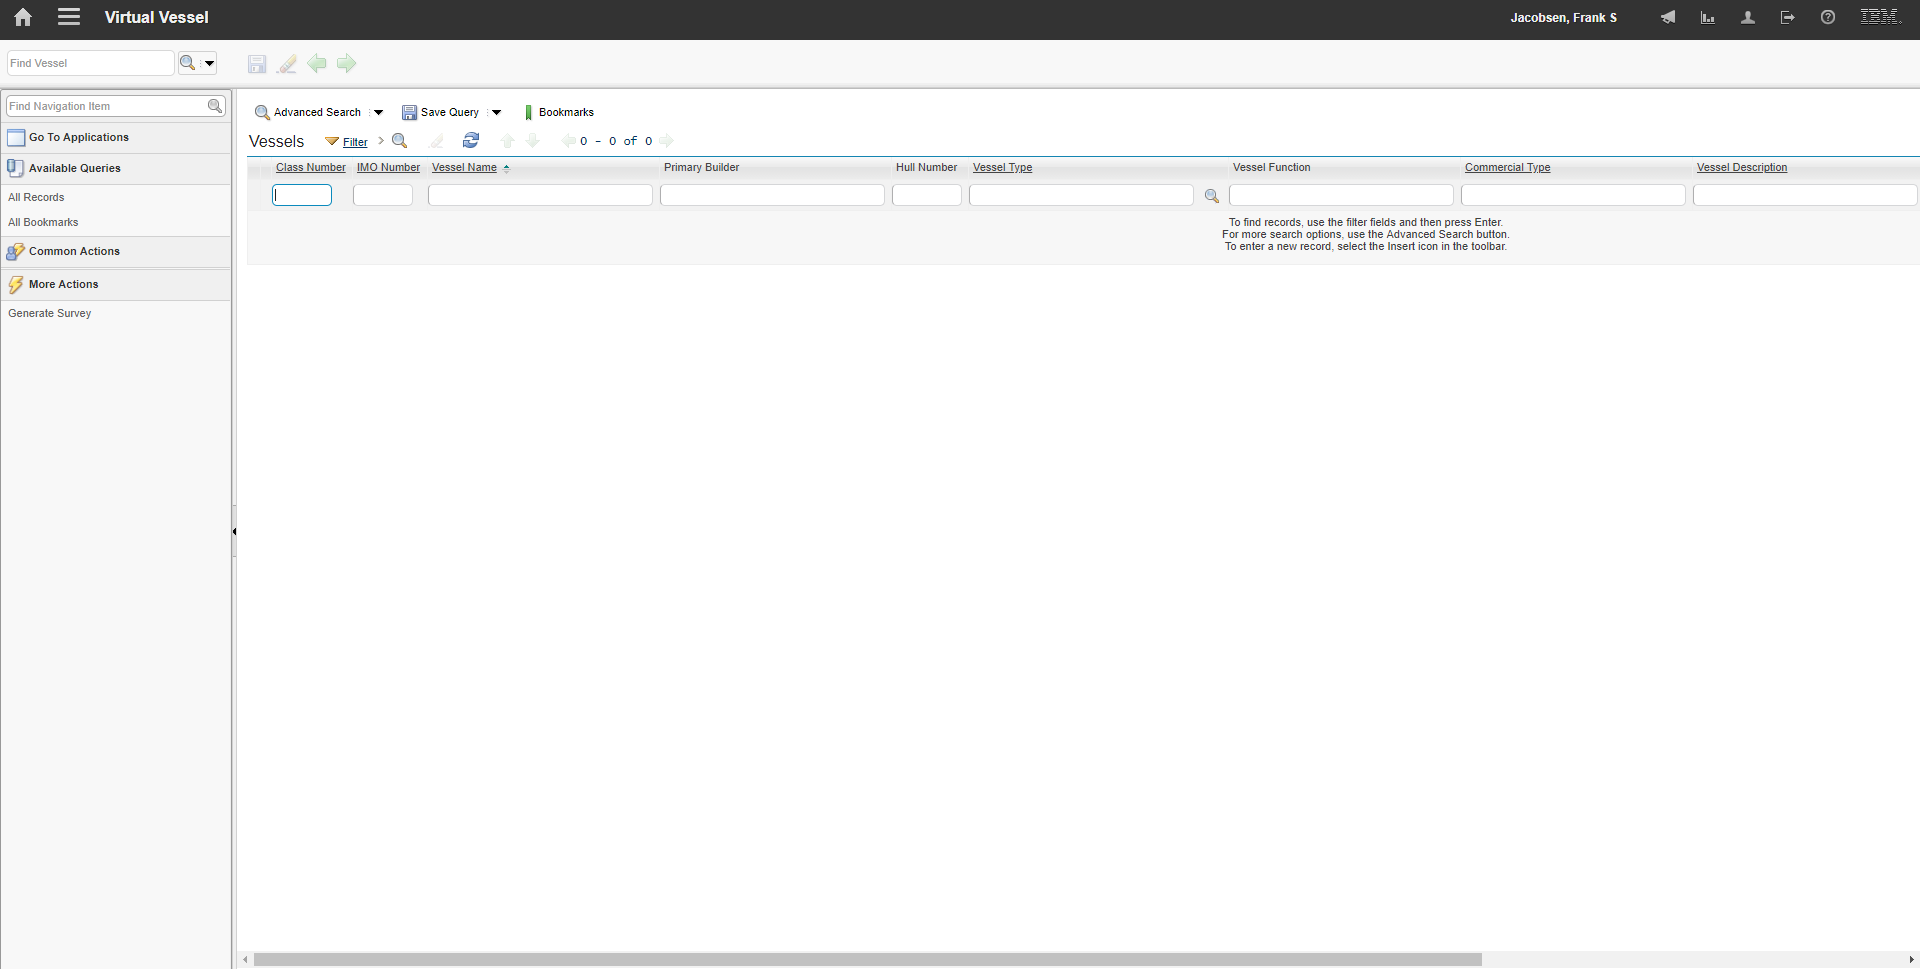 Virtual Vessel
Jacobsen, Frank S
IBM.
Find Vessel
Find Navigation Item
Go To Applications
Available Queries
All Records
All Bookmarks
Common Actions
More Actions
Generate Survey
Advanced Search
Save Query
Bookmarks
Vessels
Filter
0 - 0 of 0
Class Number IMO Number Vessel Name Primary Builder Hull Number Vessel Type Vessel Function Commercial Type Vessel Description
To find records, use the filter fields and then press Enter.
For more search options, use the Advanced Search button.
To enter a new record, select the Insert icon in the toolbar.